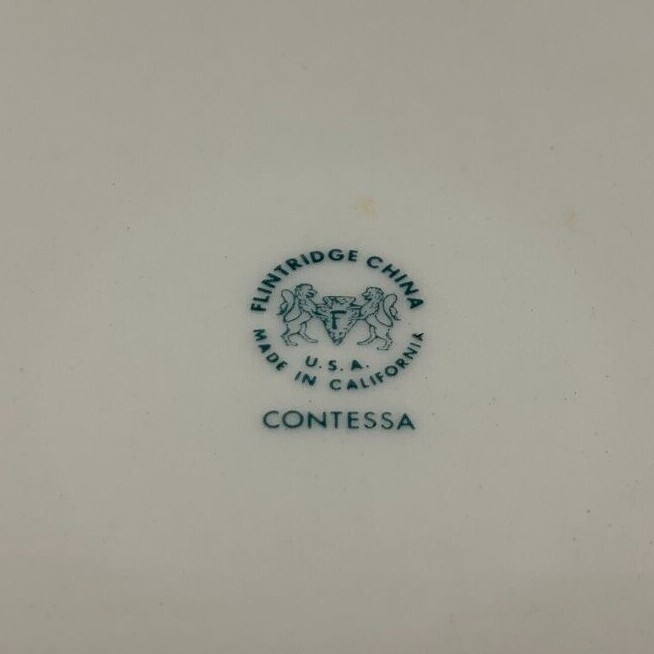 FLINTRIDGE CHINA
F
U.S.A.
MADE IN CALIFORNIA
CONTESSA